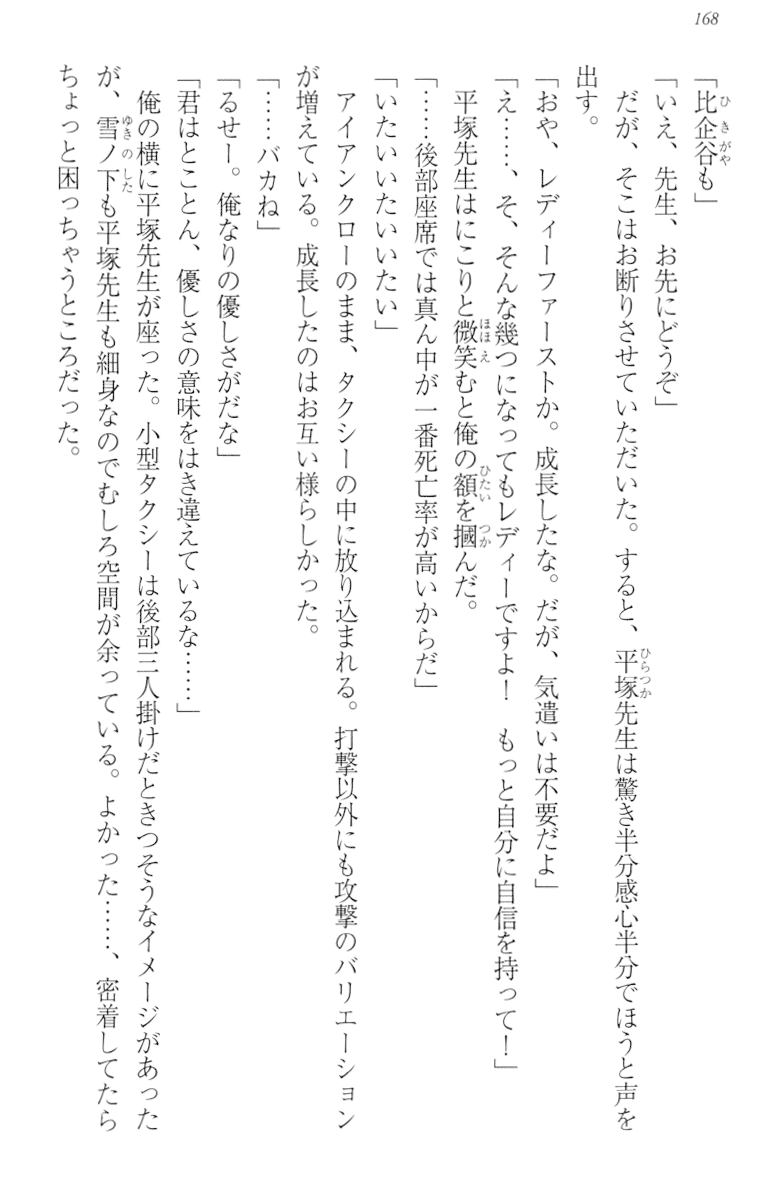 168
「比企谷も」
「いえ、先生、お先にどうぞ」
　だが、そこはお断りさせていただいた。すると、平塚先生は驚き半分感心半分でほうと声を
出す。
「おや、レディーファーストか。成長したな。だが、気遣いは不要だよ」
「え……、そ、そんな幾つになってもレディーですよ！　もっと自分に自信を持って！」
　平塚先生はにこりと微笑むと俺の額を摑んだ。
「……後部座席では真ん中が一番死亡率が高いからだ」
「いたいいたいいたい」
　アイアンクローのまま、タクシーの中に放り込まれる。打撃以外にも攻撃のバリエーション
が増えている。成長したのはお互い様らしかった。
「……バカね」
「るせー。俺なりの優しさがだな」
「君はとことん、優しさの意味をはき違えているな……」
　俺の横に平塚先生が座った。小型タクシーは後部三人掛けだときつそうなイメージがあった
が、雪ノ下も平塚先生も細身なのでむしろ空間が余っている。よかった……、密着してたら
ちょっと困っちゃうところだった。